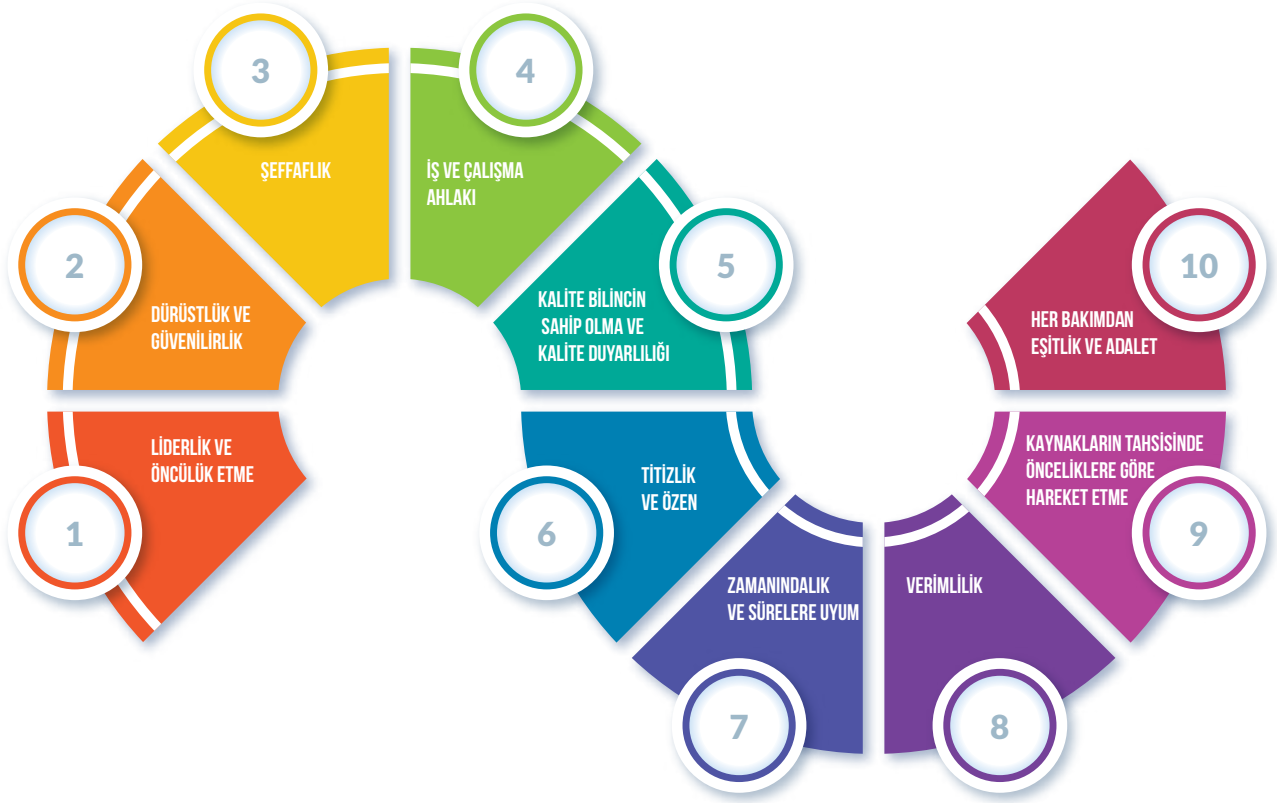 1
LİDERLİK VE
ÖNCÜLÜK ETME
2
DÜRÜSTLÜK VE
GÜVENİLİRLİK
3
ŞEFFAFLIK
4
İŞ VE ÇALIŞMA
AHLAKI
5
KALİTE BİLİNCİN
SAHİP OLMA VE
KALİTE DUYARLILIĞI
6
TİTİZLİK
VE ÖZEN
7
ZAMANINDALIK
VE SÜRELERE UYUM
8
VERİMLİLİK
9
KAYNAKLARIN TAHSİSİNDE
ÖNCELİKLERE GÖRE
HAREKET ETME
10
HER BAKIMDAN
EŞİTLİK VE ADALET